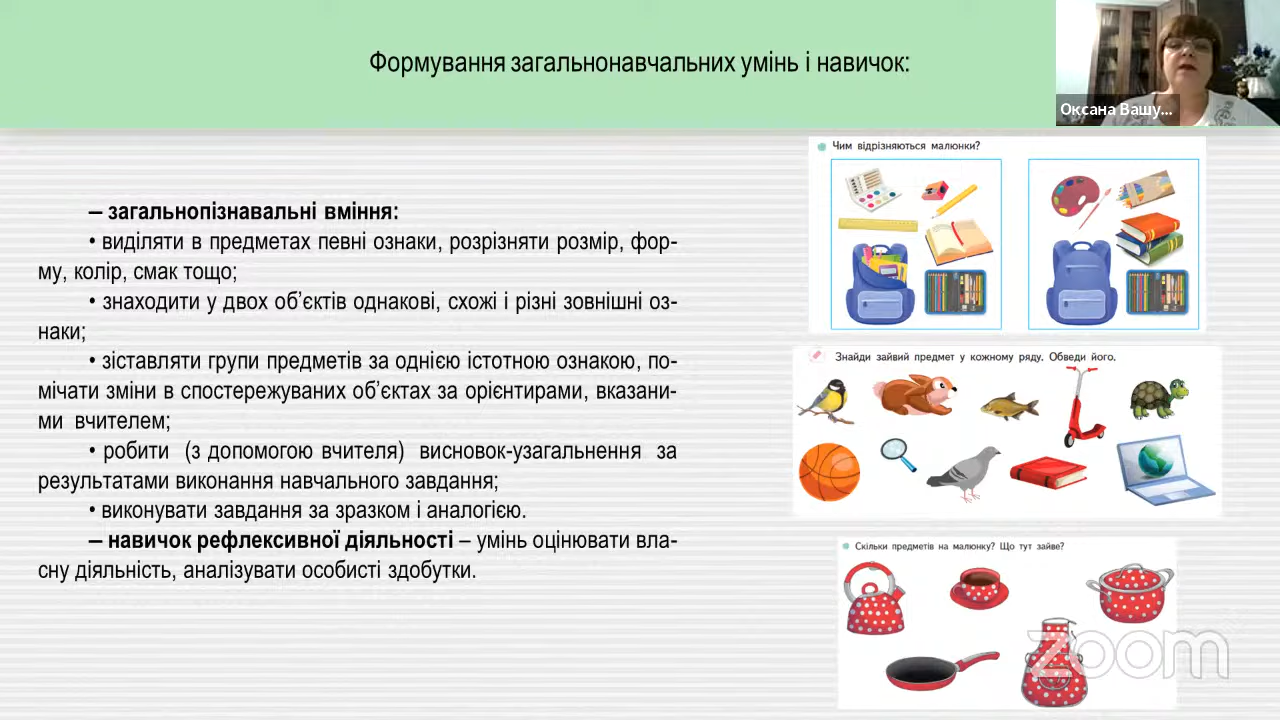 Формування загальнонавчальних умінь і навичок:
Оксана Вашу...
– загальнопізнавальні вміння:
• виділяти в предметах певні ознаки, розрізняти розмір, фор-
му, колір, смак тощо;
• знаходити у двох об’єктів однакові, схожі і різні зовнішні оз-
наки;
• зіставляти групи предметів за однією істотною ознакою, по-
мічати зміни в спостережуваних об’єктах за орієнтирами, вказани-
ми вчителем;
• робити (з допомогою вчителя) висновок-узагальнення за
результатами виконання навчального завдання;
• виконувати завдання за зразком і аналогією.
– навичок рефлексивної діяльності – умінь оцінювати вла-
сну діяльність, аналізувати особисті здобутки.
Чим відрізняються малюнки?
Знайди зайвий предмет у кожному ряду. Обведи його.
Скільки предметів на малюнку? Що тут зайве?
zoom